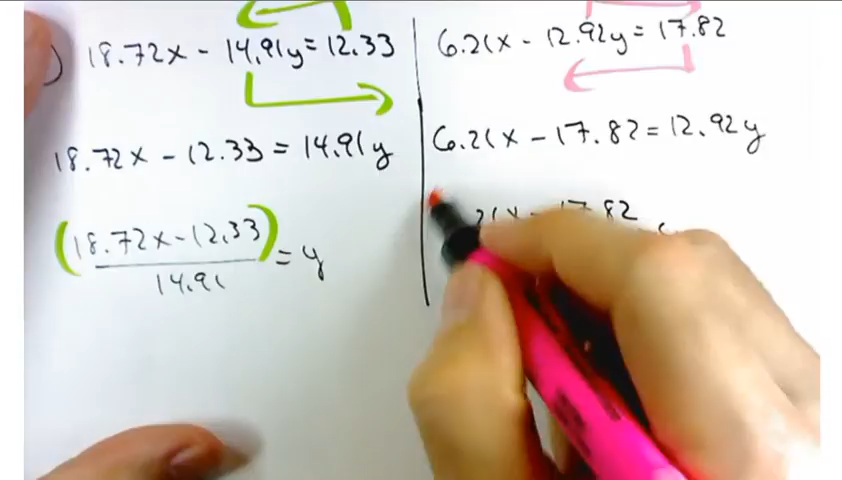 ) 18.72x - 14.91y = 12.33
18.72x - 12.33 = 14.91y
(18.72x - 12.33) = y
14.91
6.21x - 12.92y = 17.82
6.21x - 17.82 = 12.92y
21x - 17.82